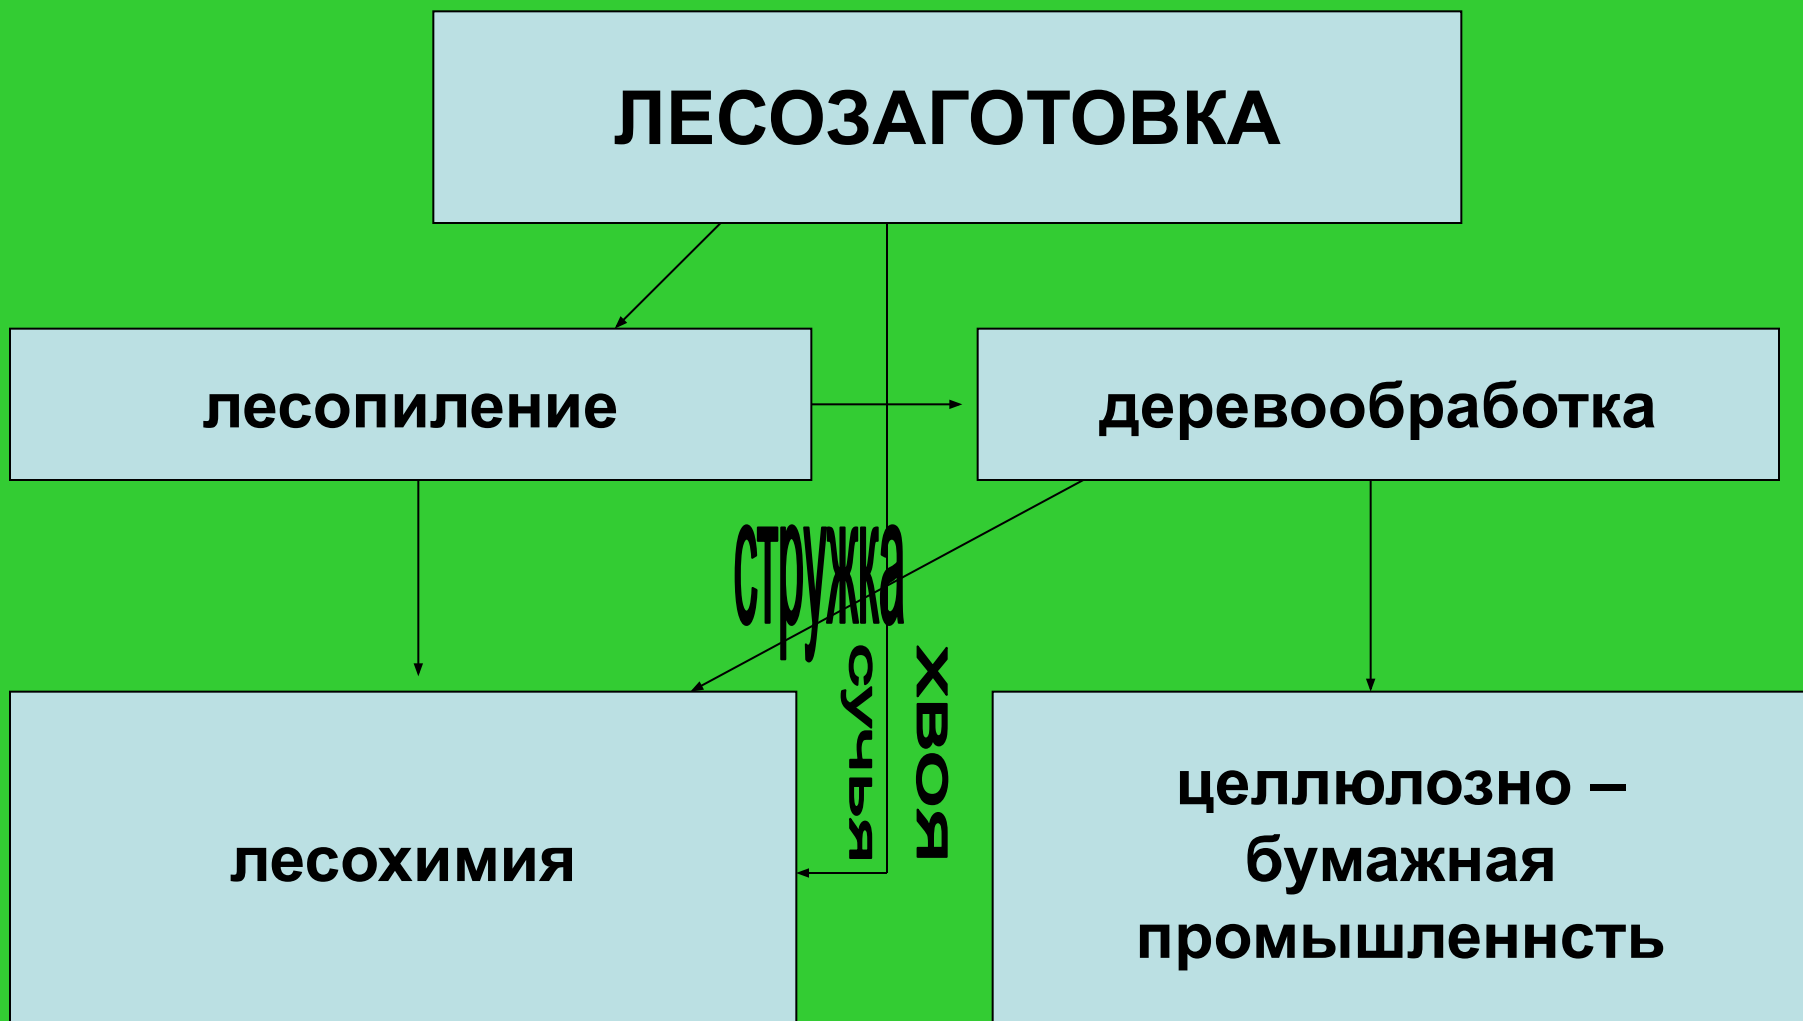 ЛЕСОЗАГОТОВКА
лесопиление
деревообработка
стружка
сучья
хвоя
лесохимия
целлюлозно –
бумажная
промышленнсть